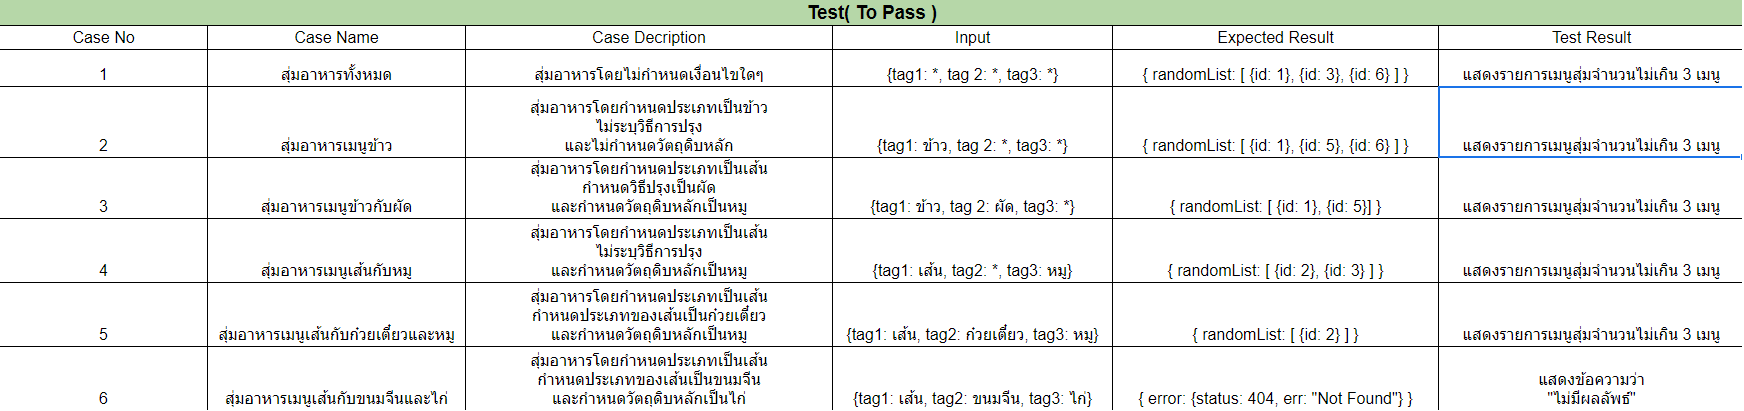 Test( To Pass )
Case No Case Name Case Decription Input Expected Result Test Result
1 สุ่มอาหารทั้งหมด สุ่มอาหารโดยไม่กำหนดเงื่อนไขใดๆ {tag1: *, tag 2: *, tag3: *} { randomList: [ {id: 1}, {id: 3}, {id: 6} ] } แสดงรายการเมนูสุ่มจำนวนไม่เกิน 3 เมนู
สุ่มอาหารโดยกำหนดประเภทเป็นข้าว
ไม่ระบุวิธีการปรุง
2 สุ่มอาหารเมนูข้าว และไม่กำหนดวัตถุดิบหลัก {tag1: ข้าว, tag 2: *, tag3: *} { randomList: [ {id: 1}, {id: 5}, {id: 6} ] } แสดงรายการเมนูสุ่มจำนวนไม่เกิน 3 เมนู
สุ่มอาหารโดยกำหนดประเภทเป็นเส้น
กำหนดวิธีปรุงเป็นผัด
3 สุ่มอาหารเมนูข้าวกับผัด และกำหนดวัตถุดิบหลักเป็นหมู {tag1: ข้าว, tag 2: ผัด, tag3: *} { randomList: [ {id: 1}, {id: 5}] } แสดงรายการเมนูสุ่มจำนวนไม่เกิน 3 เมนู
สุ่มอาหารโดยกำหนดประเภทเป็นเส้น
ไม่ระบุวิธีการปรุง
4 สุ่มอาหารเมนูเส้นกับหมู และกำหนดวัตถุดิบหลักเป็นหมู {tag1: เส้น, tag2: *, tag3: หมู} { randomList: [ {id: 2}, {id: 3} ] } แสดงรายการเมนูสุ่มจำนวนไม่เกิน 3 เมนู
สุ่มอาหารโดยกำหนดประเภทเป็นเส้น
กำหนดประเภทของเส้นเป็นก๋วยเตี๋ยว
5 สุ่มอาหารเมนูเส้นกับก๋วยเตี๋ยวและหมู และกำหนดวัตถุดิบหลักเป็นหมู {tag1: เส้น, tag2: ก๋วยเตี๋ยว, tag3: หมู} { randomList: [ {id: 2} ] } แสดงรายการเมนูสุ่มจำนวนไม่เกิน 3 เมนู
สุ่มอาหารโดยกำหนดประเภทเป็นเส้น
กำหนดประเภทของเส้นเป็นขนมจีน แสดงข้อความว่า
6 สุ่มอาหารเมนูเส้นกับขนมจีนและไก่ และกำหนดวัตถุดิบหลักเป็นไก่ {tag1: เส้น, tag2: ขนมจีน, tag3: ไก่} { error: {status: 404, err: "Not Found"} } "ไม่มีผลลัพธ์"